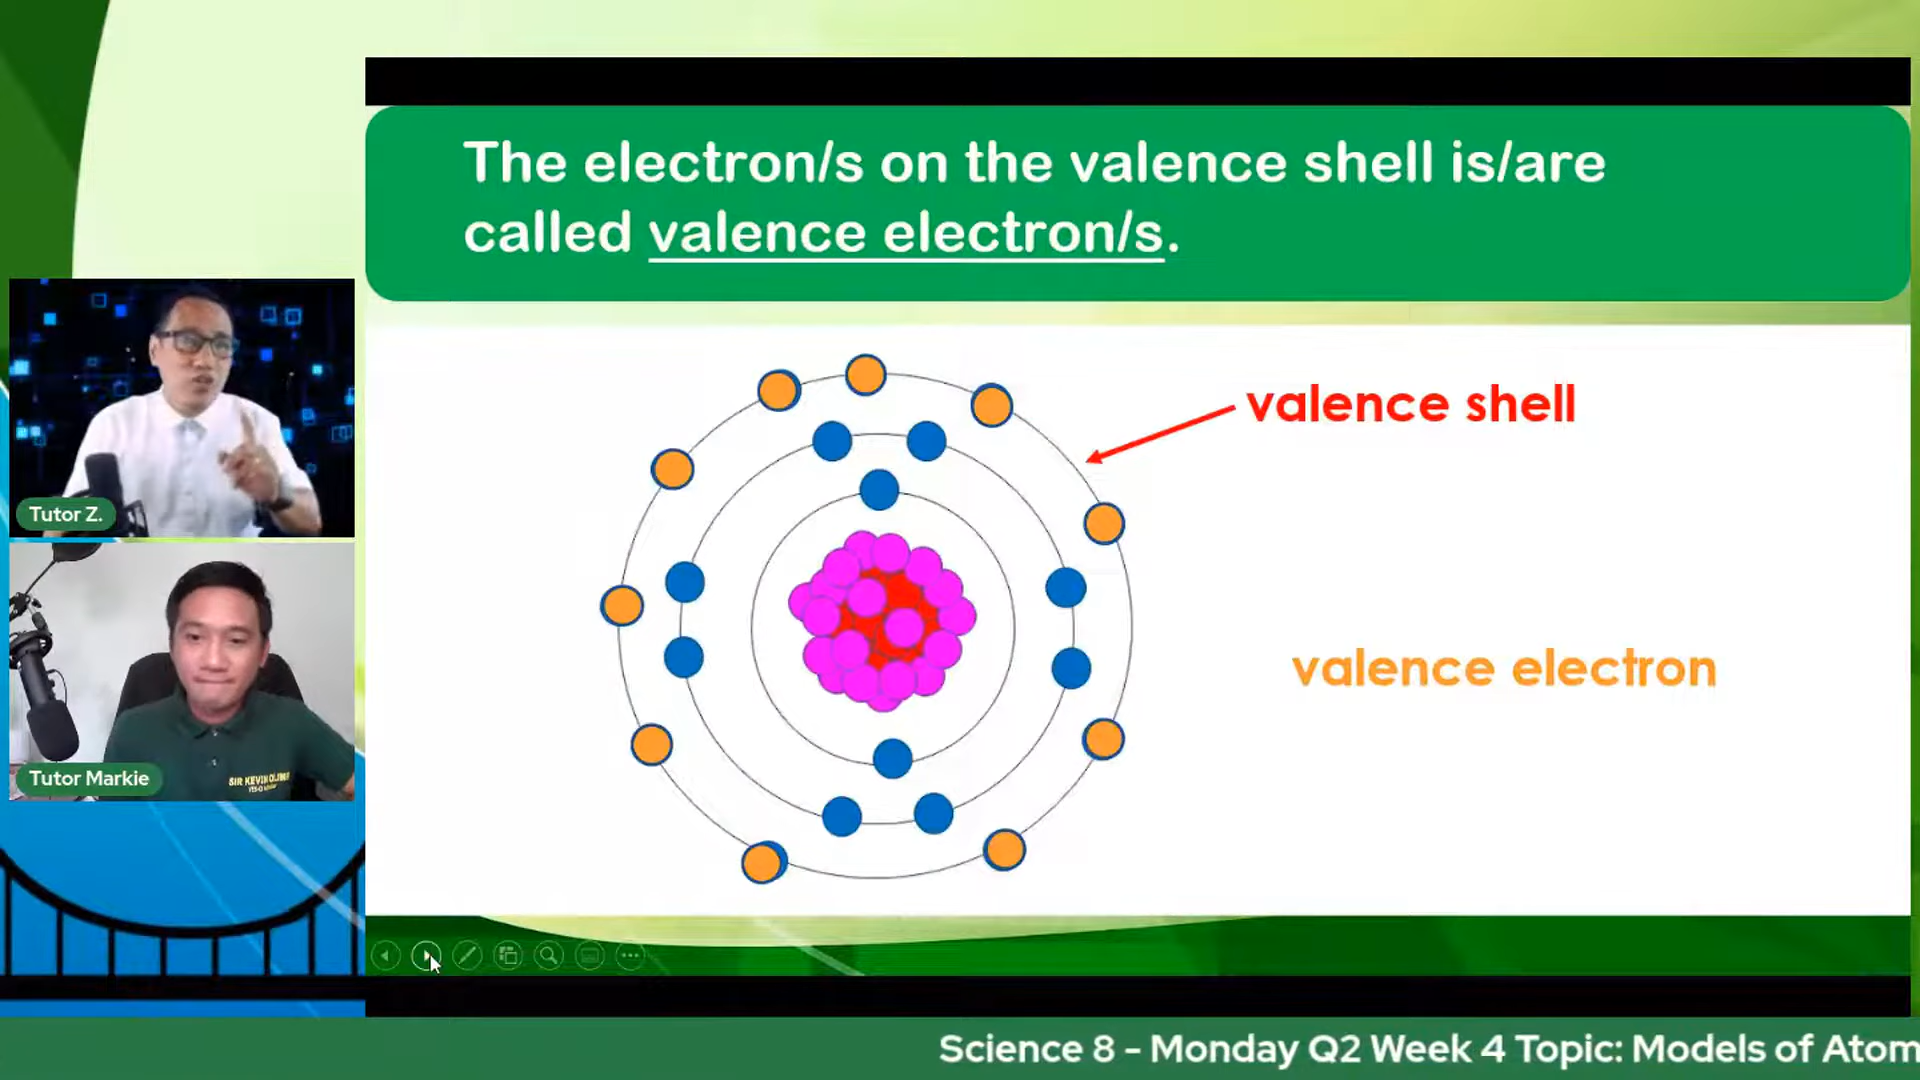 The electron/s on the valence shell is/are
called valence electron/s.
valence shell
valence electron
Tutor Z.
Tutor Markie
Science 8 - Monday Q2 Week 4 Topic: Models of Atom